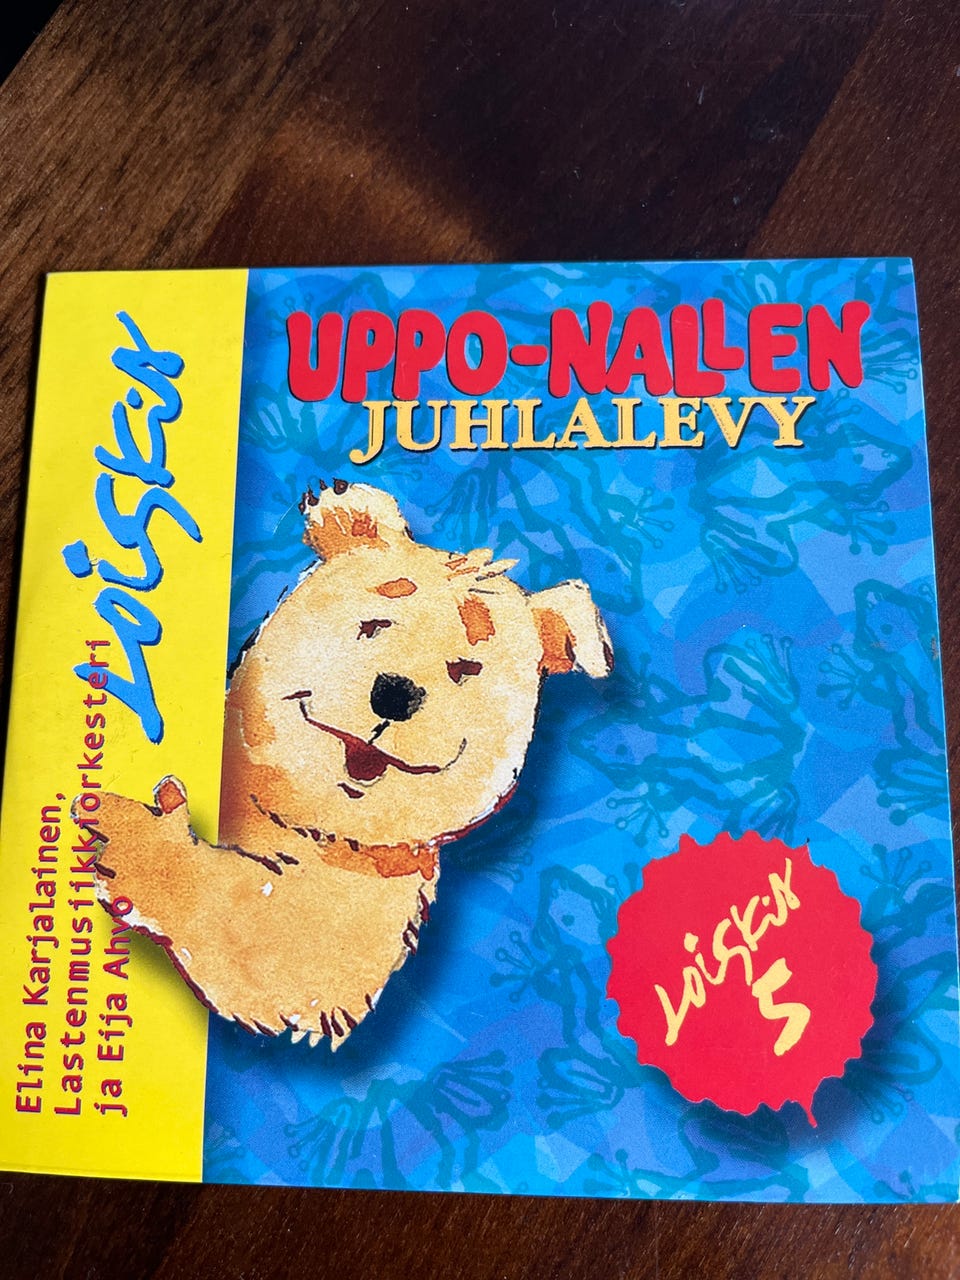 UPPO-NALLEN
JUHLALEVY
Loiskis
Elina Karjalainen,
Lastenmusiikkiorkesteri
ja Eija Ahvo
Loiskis
5